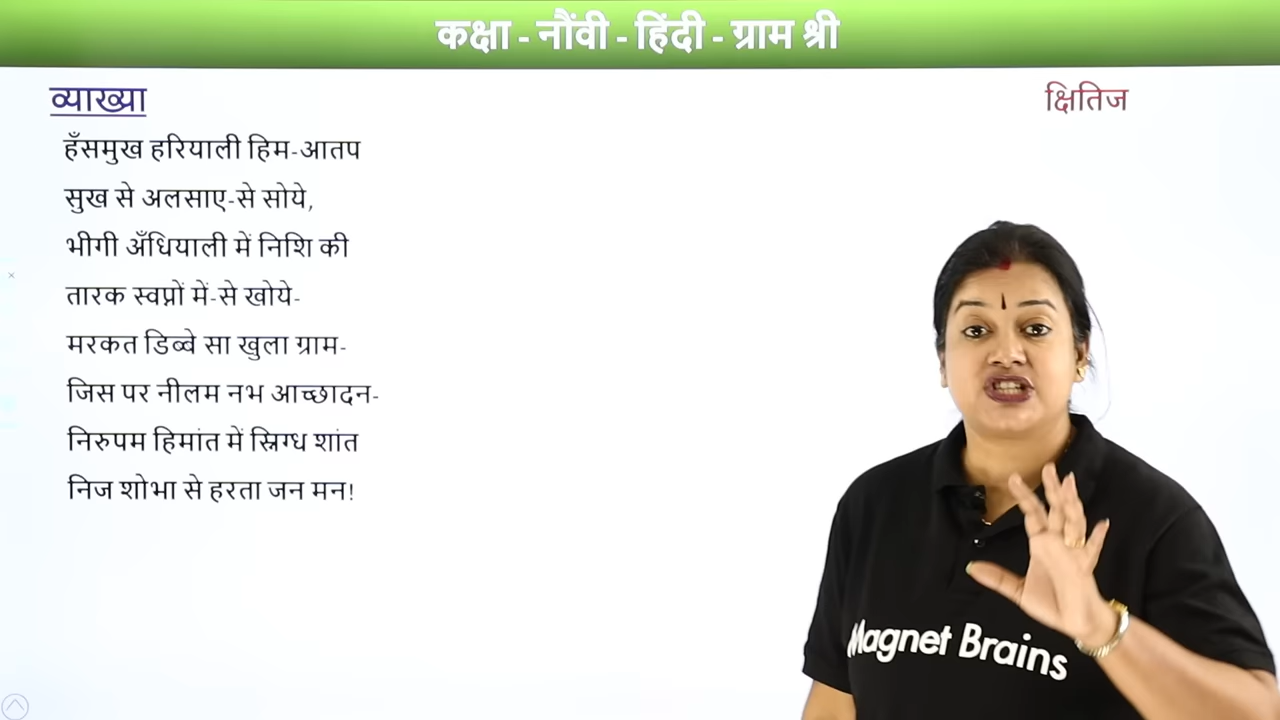 कक्षा - नौंवी - हिंदी - ग्राम श्री
व्याख्या
क्षितिज
हँसमुख हरियाली हिम-आतप
सुख से अलसाए-से सोये,
भीगी अँधियाली में निशि की
तारक स्वप्नों में-से खोये-
मरकत डिब्बे सा खुला ग्राम-
जिस पर नीलम नभ आच्छादन-
निरुपम हिमांत में स्निग्ध शांत
निज शोभा से हरता जन मन!
Magnet Brains